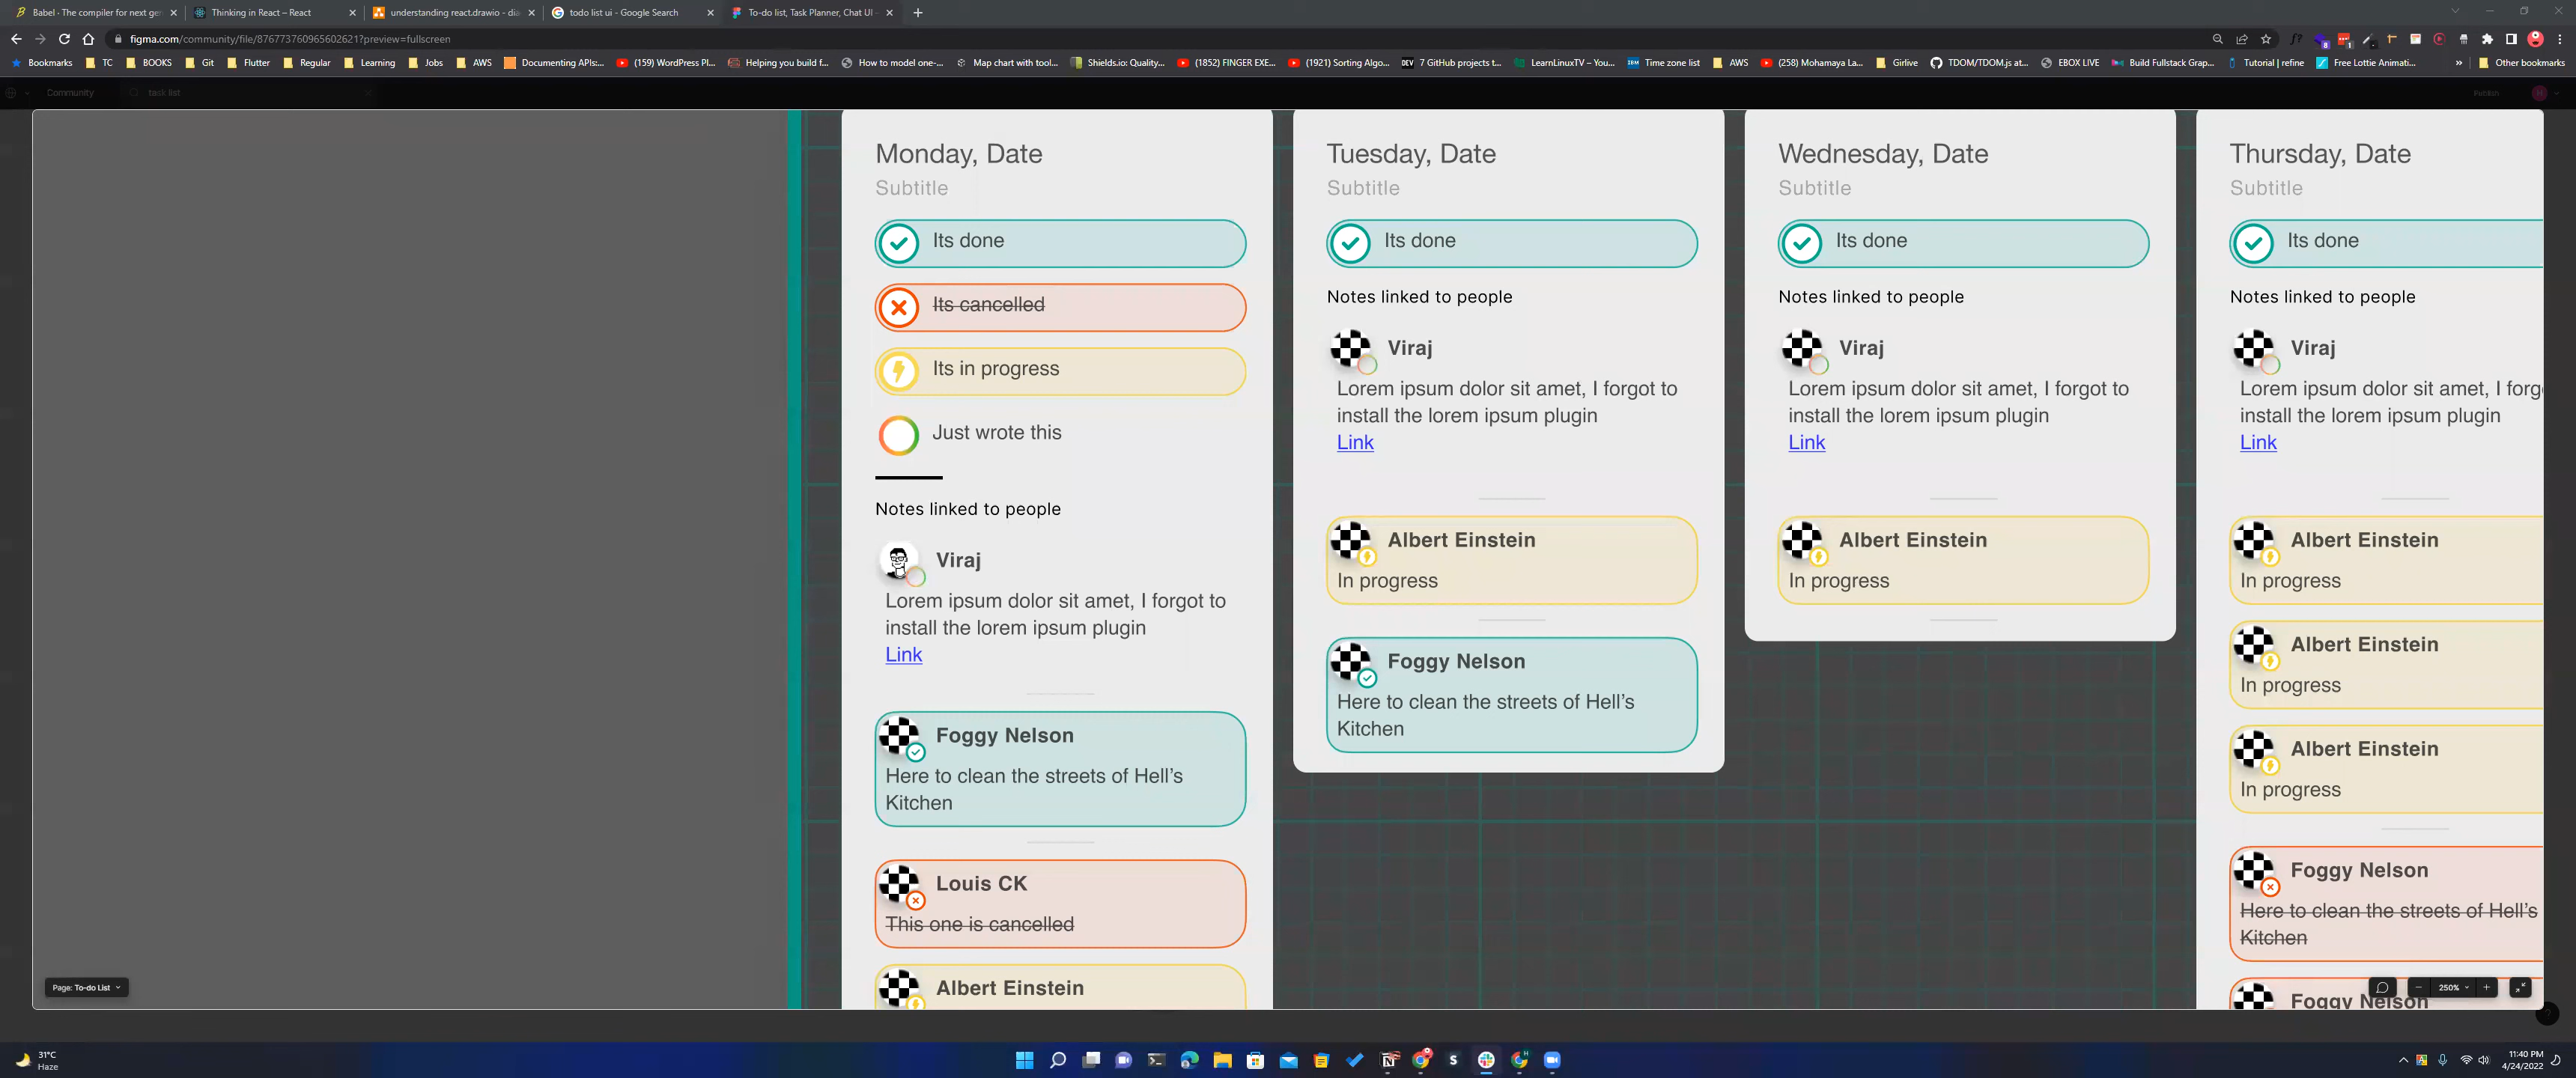 Babel · The compiler for next gen
Thinking in React – React
understanding react.drawio - dia
todo list ui - Google Search
To-do list, Task Planner, Chat UI -
figma.com/community/file/876773760965602621?preview=fullscreen
Bookmarks TC BOOKS Git Flutter Regular Learning Jobs AWS Documenting APIs:... (159) WordPress Pl... Helping you build f... How to model one-... Map chart with tool... Shields.io: Quality... (1852) FINGER EXE... (1921) Sorting Algo... 7 GitHub projects t... LearnLinuxTV – You... Time zone list AWS (258) Mohamaya La... Girlive TDOM/TDOM.js at... EBOX LIVE Build Fullstack Grap... Tutorial | refine Free Lottie Animati... » Other bookmarks
Community
task list
Publish
Monday, Date
Subtitle
Its done
Its cancelled
Its in progress
Just wrote this
Notes linked to people
Viraj
Lorem ipsum dolor sit amet, I forgot to
install the lorem ipsum plugin
Link
Foggy Nelson
Here to clean the streets of Hell's
Kitchen
Louis CK
This one is cancelled
Albert Einstein
Tuesday, Date
Subtitle
Its done
Notes linked to people
Viraj
Lorem ipsum dolor sit amet, I forgot to
install the lorem ipsum plugin
Link
Albert Einstein
In progress
Foggy Nelson
Here to clean the streets of Hell's
Kitchen
Wednesday, Date
Subtitle
Its done
Notes linked to people
Viraj
Lorem ipsum dolor sit amet, I forgot to
install the lorem ipsum plugin
Link
Albert Einstein
In progress
Thursday, Date
Subtitle
Its done
Notes linked to people
Viraj
Lorem ipsum dolor sit amet, I forg
install the lorem ipsum plugin
Link
Albert Einstein
In progress
Albert Einstein
In progress
Albert Einstein
In progress
Foggy Nelson
Here to clean the streets of Hell's
Kitchen
Foggy Nelson
Page: To-do List
250%
31°C
Haze
11:40 PM
4/24/2022